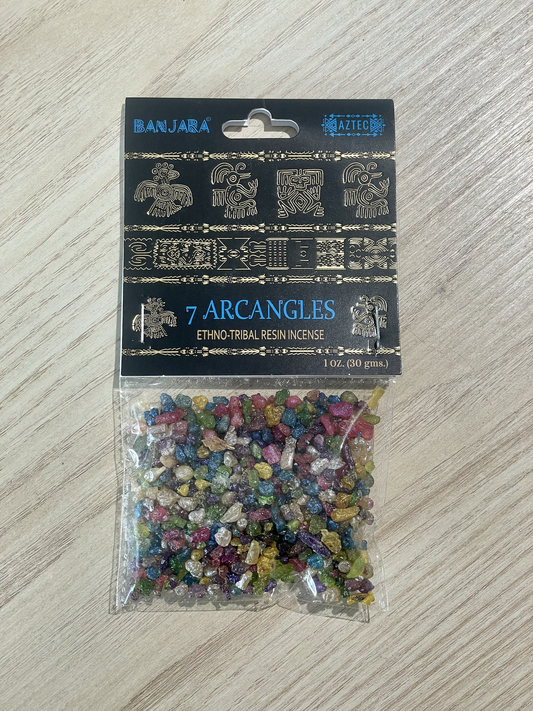 BANJARA®
AZTEC
7 ARCANGLES
ETHNO-TRIBAL RESIN INCENSE
1 OZ. (30 gms.)